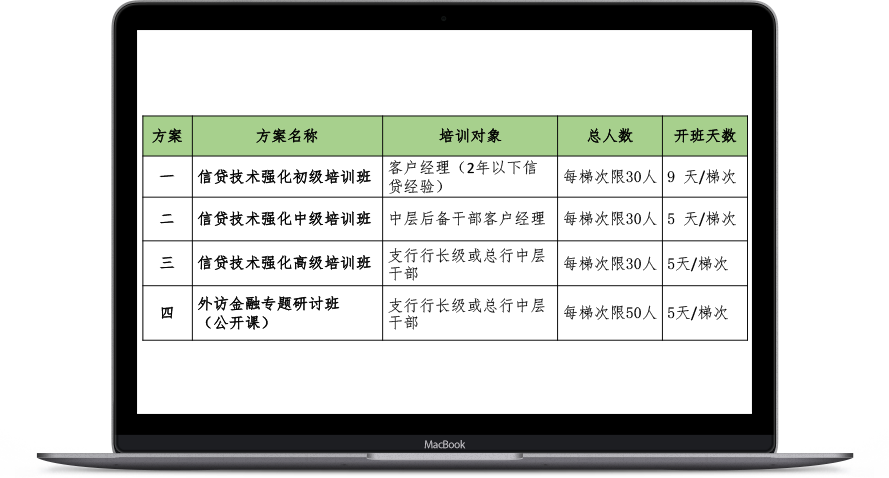 方案 方案名称 培训对象 总人数 开班天数
一 信贷技术强化初级培训班 客户经理（2年以下信 每梯次限30人 9 天/梯次
贷经验）
二 信贷技术强化中级培训班 中层后备干部客户经理 每梯次限30人 5 天/梯次
三 信贷技术强化高级培训班 支行行长级或总行中层 每梯次限30人 5天/梯次
干部
四 外访金融专题研讨班 支行行长级或总行中层 每梯次限50人 5天/梯次
（公开课） 干部
MacBook